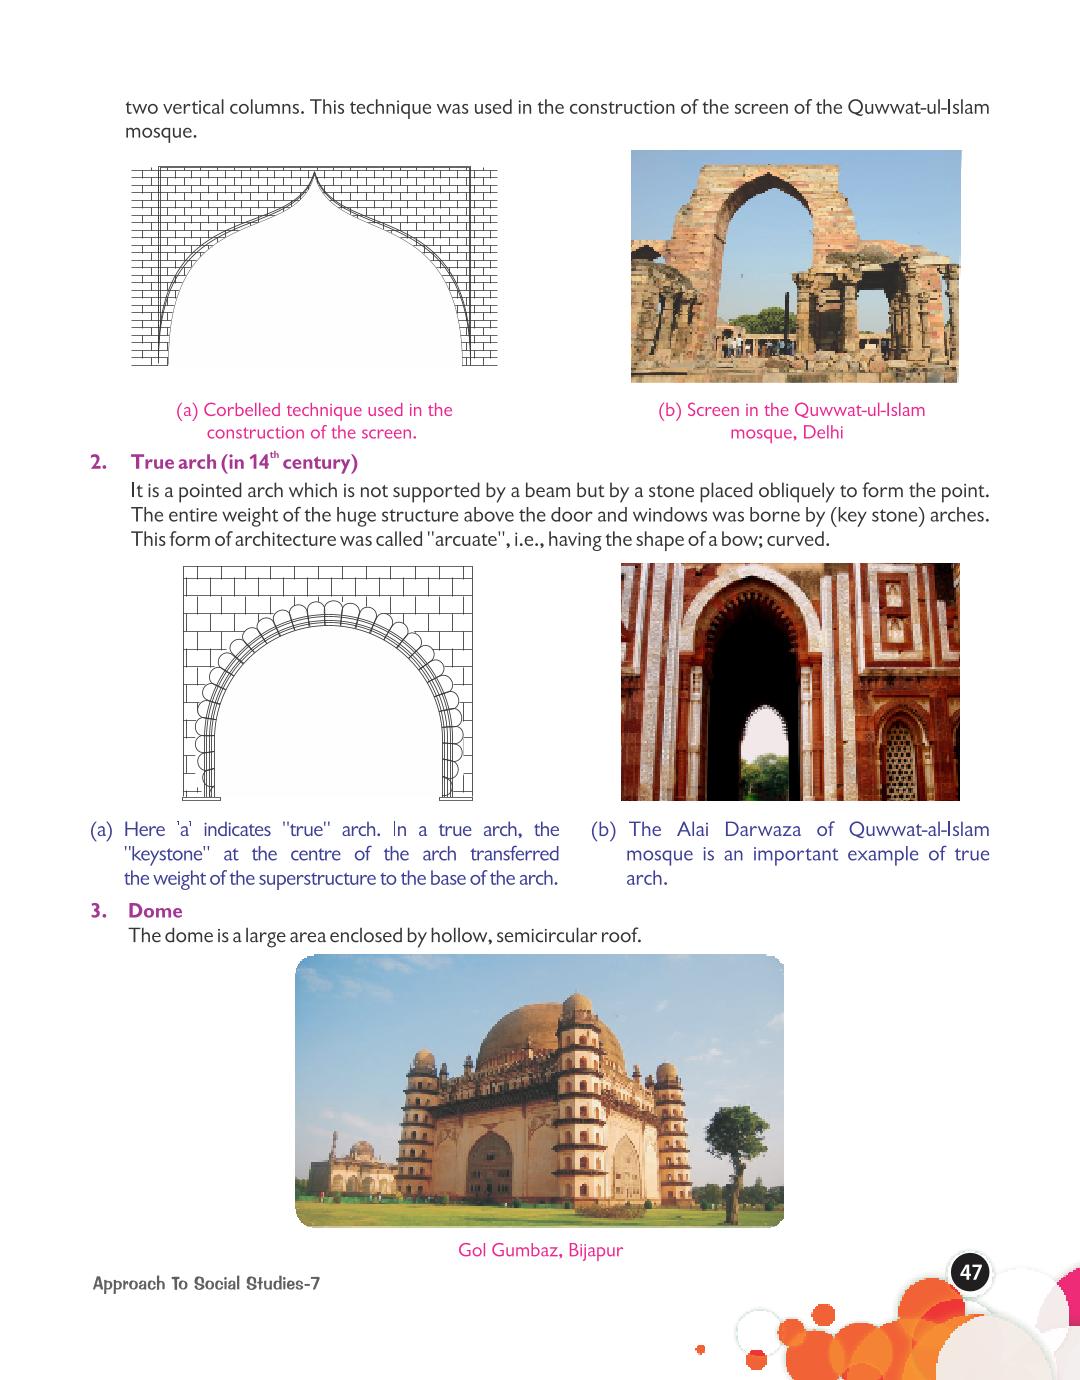 two vertical columns. This technique was used in the construction of the screen of the Quwwat-ul-Islam
mosque.
(a) Corbelled technique used in the
construction of the screen.
(b) Screen in the Quwwat-ul-Islam
mosque, Delhi
2. True arch (in 14th century)
It is a pointed arch which is not supported by a beam but by a stone placed obliquely to form the point.
The entire weight of the huge structure above the door and windows was borne by (key stone) arches.
This form of architecture was called "arcuate", i.e., having the shape of a bow; curved.
(a) Here 'a' indicates "true" arch. In a true arch, the
"keystone" at the centre of the arch transferred
the weight of the superstructure to the base of the arch.
(b) The Alai Darwaza of Quwwat-al-Islam
mosque is an important example of true
arch.
3. Dome
The dome is a large area enclosed by hollow, semicircular roof.
Gol Gumbaz, Bijapur
Approach To Social Studies-7
47